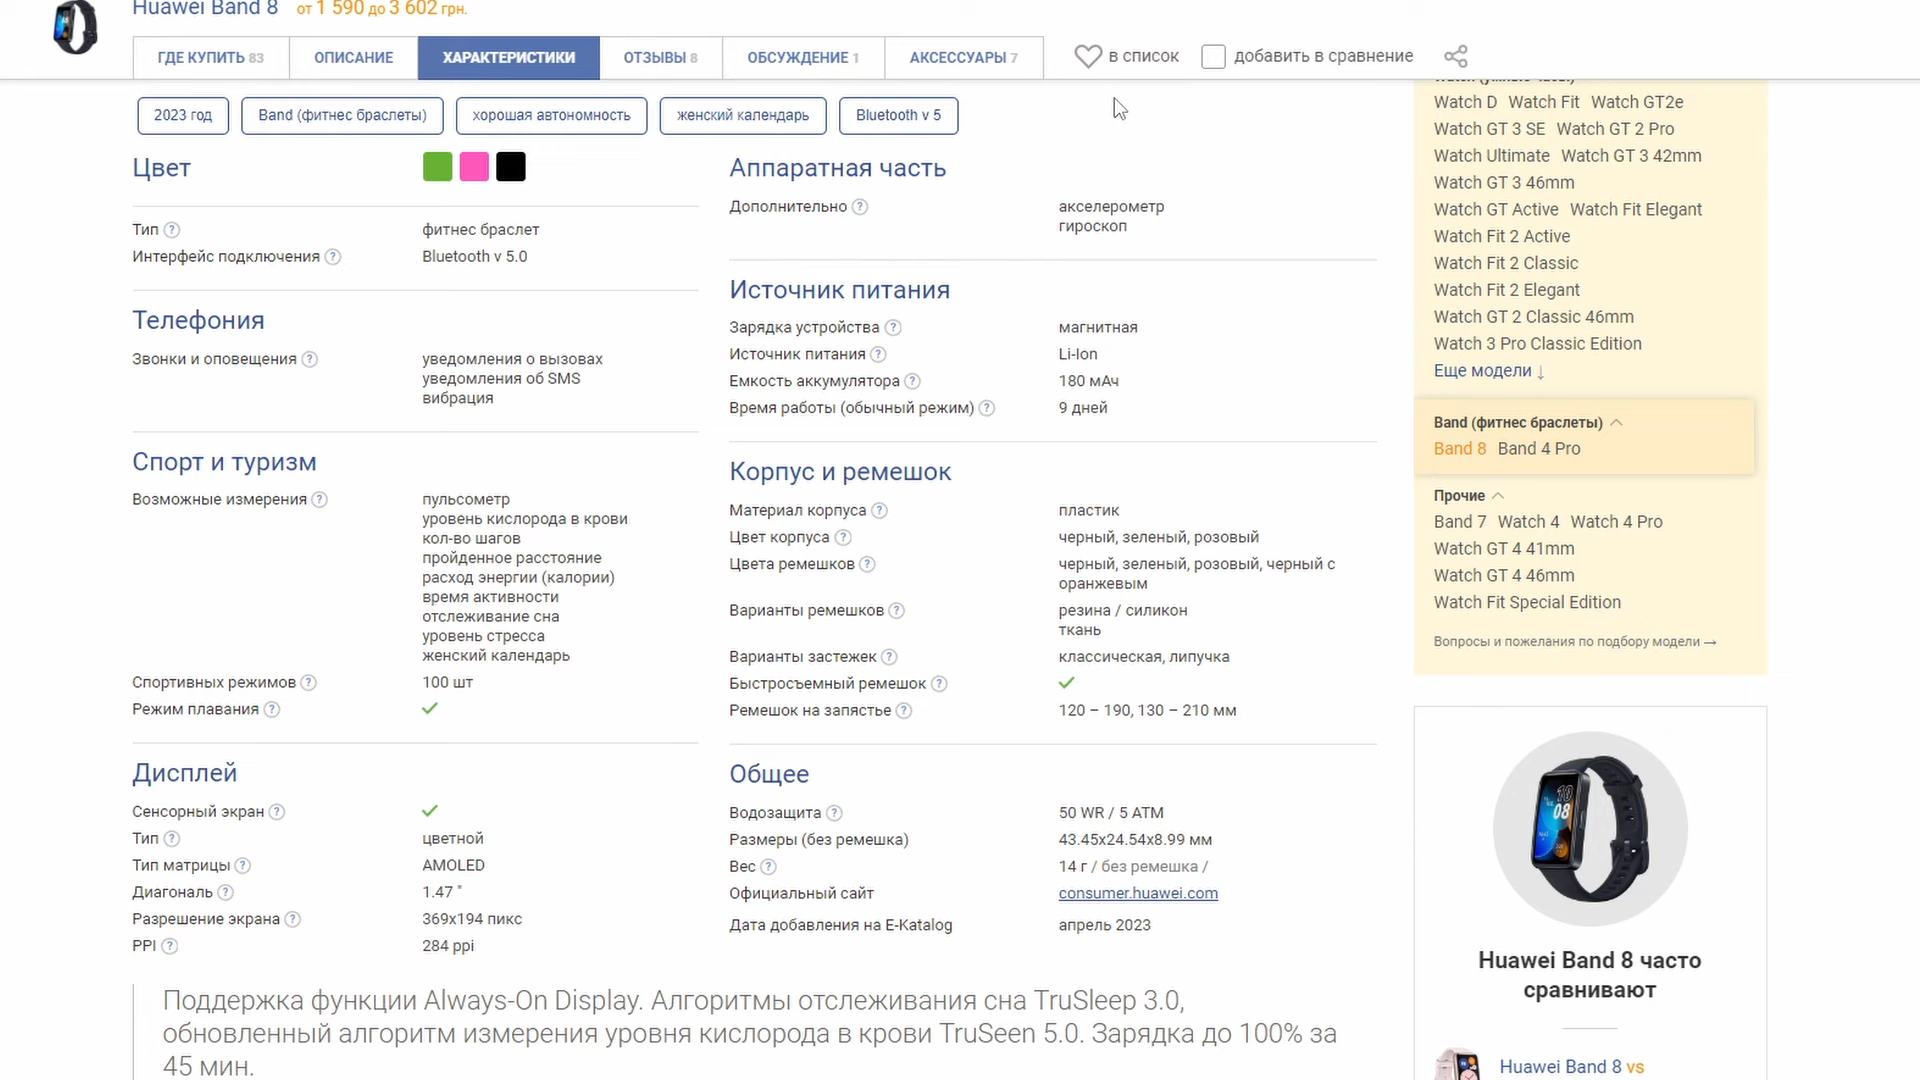 Huawei Band 8 от 1 590 до 3 602 грн.
ГДЕ КУПИТЬ 83
ОПИСАНИЕ
ХАРАКТЕРИСТИКИ
ОТЗЫВЫ 8
ОБСУЖДЕНИЕ 1
АКСЕССУАРЫ 7
в список
добавить в сравнение
2023 год
Band (фитнес браслеты)
хорошая автономность
женский календарь
Bluetooth v 5
Цвет
Тип ? фитнес браслет
Интерфейс подключения ? Bluetooth v 5.0
Телефония
Звонки и оповещения ? уведомления о вызовах
уведомления об SMS
вибрация
Спорт и туризм
Возможные измерения ? пульсометр
уровень кислорода в крови
кол-во шагов
пройденное расстояние
расход энергии (калории)
время активности
отслеживание сна
уровень стресса
женский календарь
Спортивных режимов ? 100 шт
Режим плавания ?
Дисплей
Сенсорный экран ?
Тип ? цветной
Тип матрицы ? AMOLED
Диагональ ? 1.47 "
Разрешение экрана ? 369x194 пикс
PPI ? 284 ppi
Аппаратная часть
Дополнительно ? акселерометр
гироскоп
Источник питания
Зарядка устройства ? магнитная
Источник питания ? Li-Ion
Емкость аккумулятора ? 180 мАч
Время работы (обычный режим) ? 9 дней
Корпус и ремешок
Материал корпуса ? пластик
Цвет корпуса ? черный, зеленый, розовый
Цвета ремешков ? черный, зеленый, розовый, черный с
оранжевым
Варианты ремешков ? резина / силикон
ткань
Варианты застежек ? классическая, липучка
Быстросъемный ремешок ?
Ремешок на запястье ? 120 – 190, 130 – 210 мм
Общее
Водозащита ? 50 WR / 5 ATM
Размеры (без ремешка) 43.45x24.54x8.99 мм
Вес ? 14 г / без ремешка /
Официальный сайт consumer.huawei.com
Дата добавления на E-Katalog апрель 2023
Поддержка функции Always-On Display. Алгоритмы отслеживания сна TruSleep 3.0,
обновленный алгоритм измерения уровня кислорода в крови TruSeen 5.0. Зарядка до 100% за
45 мин.
Watch D Watch Fit Watch GT2e
Watch GT 3 SE Watch GT 2 Pro
Watch Ultimate Watch GT 3 42mm
Watch GT 3 46mm
Watch GT Active Watch Fit Elegant
Watch Fit 2 Active
Watch Fit 2 Classic
Watch Fit 2 Elegant
Watch GT 2 Classic 46mm
Watch 3 Pro Classic Edition
Еще модели ↓
Band (фитнес браслеты)
Band 8 Band 4 Pro
Прочие
Band 7 Watch 4 Watch 4 Pro
Watch GT 4 41mm
Watch GT 4 46mm
Watch Fit Special Edition
Вопросы и пожелания по подбору модели →
10
08
Huawei Band 8 часто
сравнивают
Huawei Band 8 vs